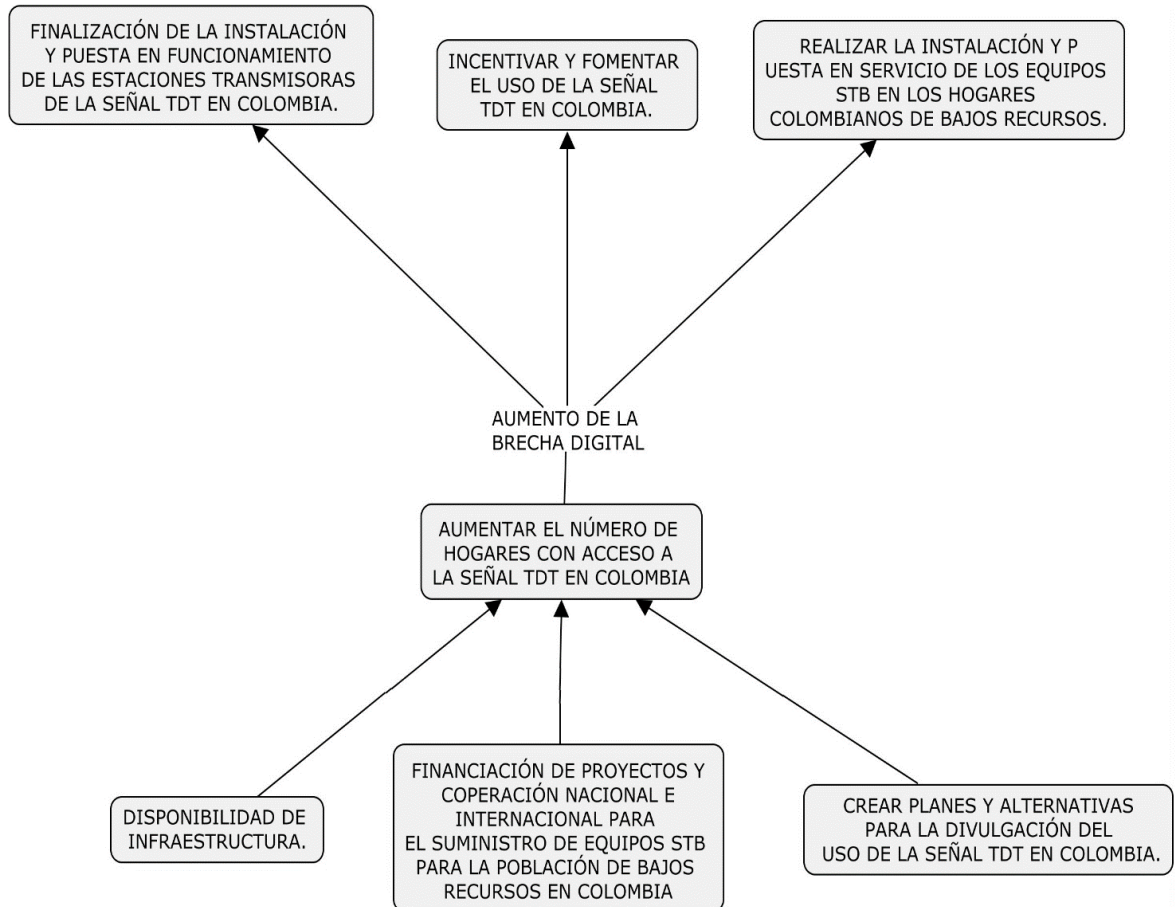 FINALIZACIÓN DE LA INSTALACIÓN
Y PUESTA EN FUNCIONAMIENTO
DE LAS ESTACIONES TRANSMISORAS
DE LA SEÑAL TDT EN COLOMBIA.
INCENTIVAR Y FOMENTAR
EL USO DE LA SEÑAL
TDT EN COLOMBIA.
REALIZAR LA INSTALACIÓN Y P
UESTA EN SERVICIO DE LOS EQUIPOS
STB EN LOS HOGARES
COLOMBIANOS DE BAJOS RECURSOS.
AUMENTO DE LA
BRECHA DIGITAL
AUMENTAR EL NÚMERO DE
HOGARES CON ACCESO A
LA SEÑAL TDT EN COLOMBIA
DISPONIBILIDAD DE
INFRAESTRUCTURA.
FINANCIACIÓN DE PROYECTOS Y
COPERACIÓN NACIONAL E
INTERNACIONAL PARA
EL SUMINISTRO DE EQUIPOS STB
PARA LA POBLACIÓN DE BAJOS
RECURSOS EN COLOMBIA
CREAR PLANES Y ALTERNATIVAS
PARA LA DIVULGACIÓN DEL
USO DE LA SEÑAL TDT EN COLOMBIA.